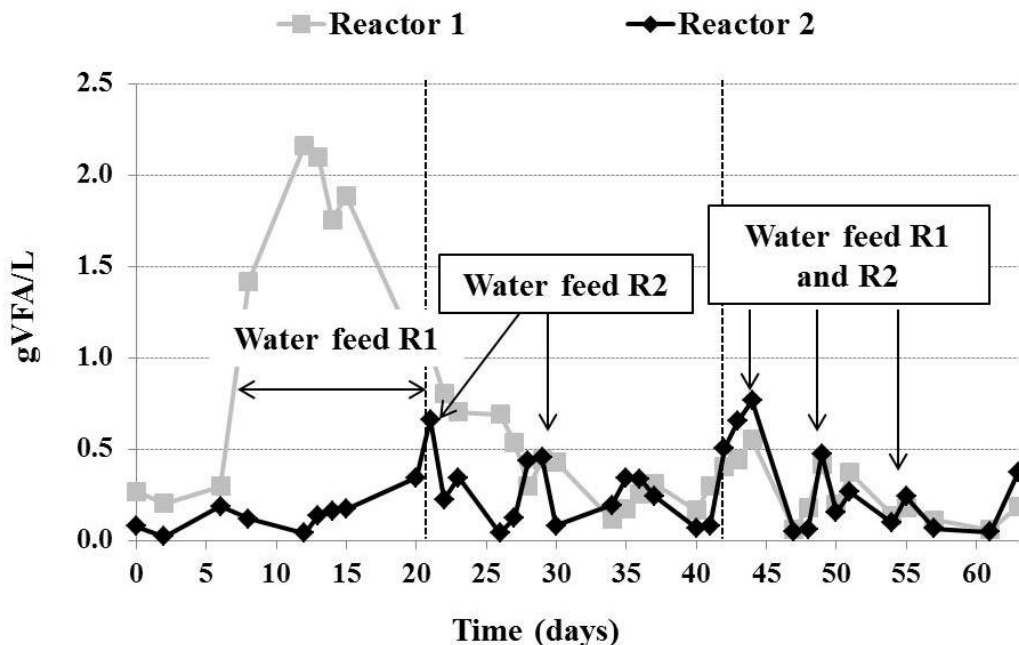 Reactor 1
Reactor 2
gVFA/L
2.5
2.0
1.5
1.0
0.5
0.0
Water feed R1
Water feed R2
Water feed R1
and R2
0 5 10 15 20 25 30 35 40 45 50 55 60
Time (days)